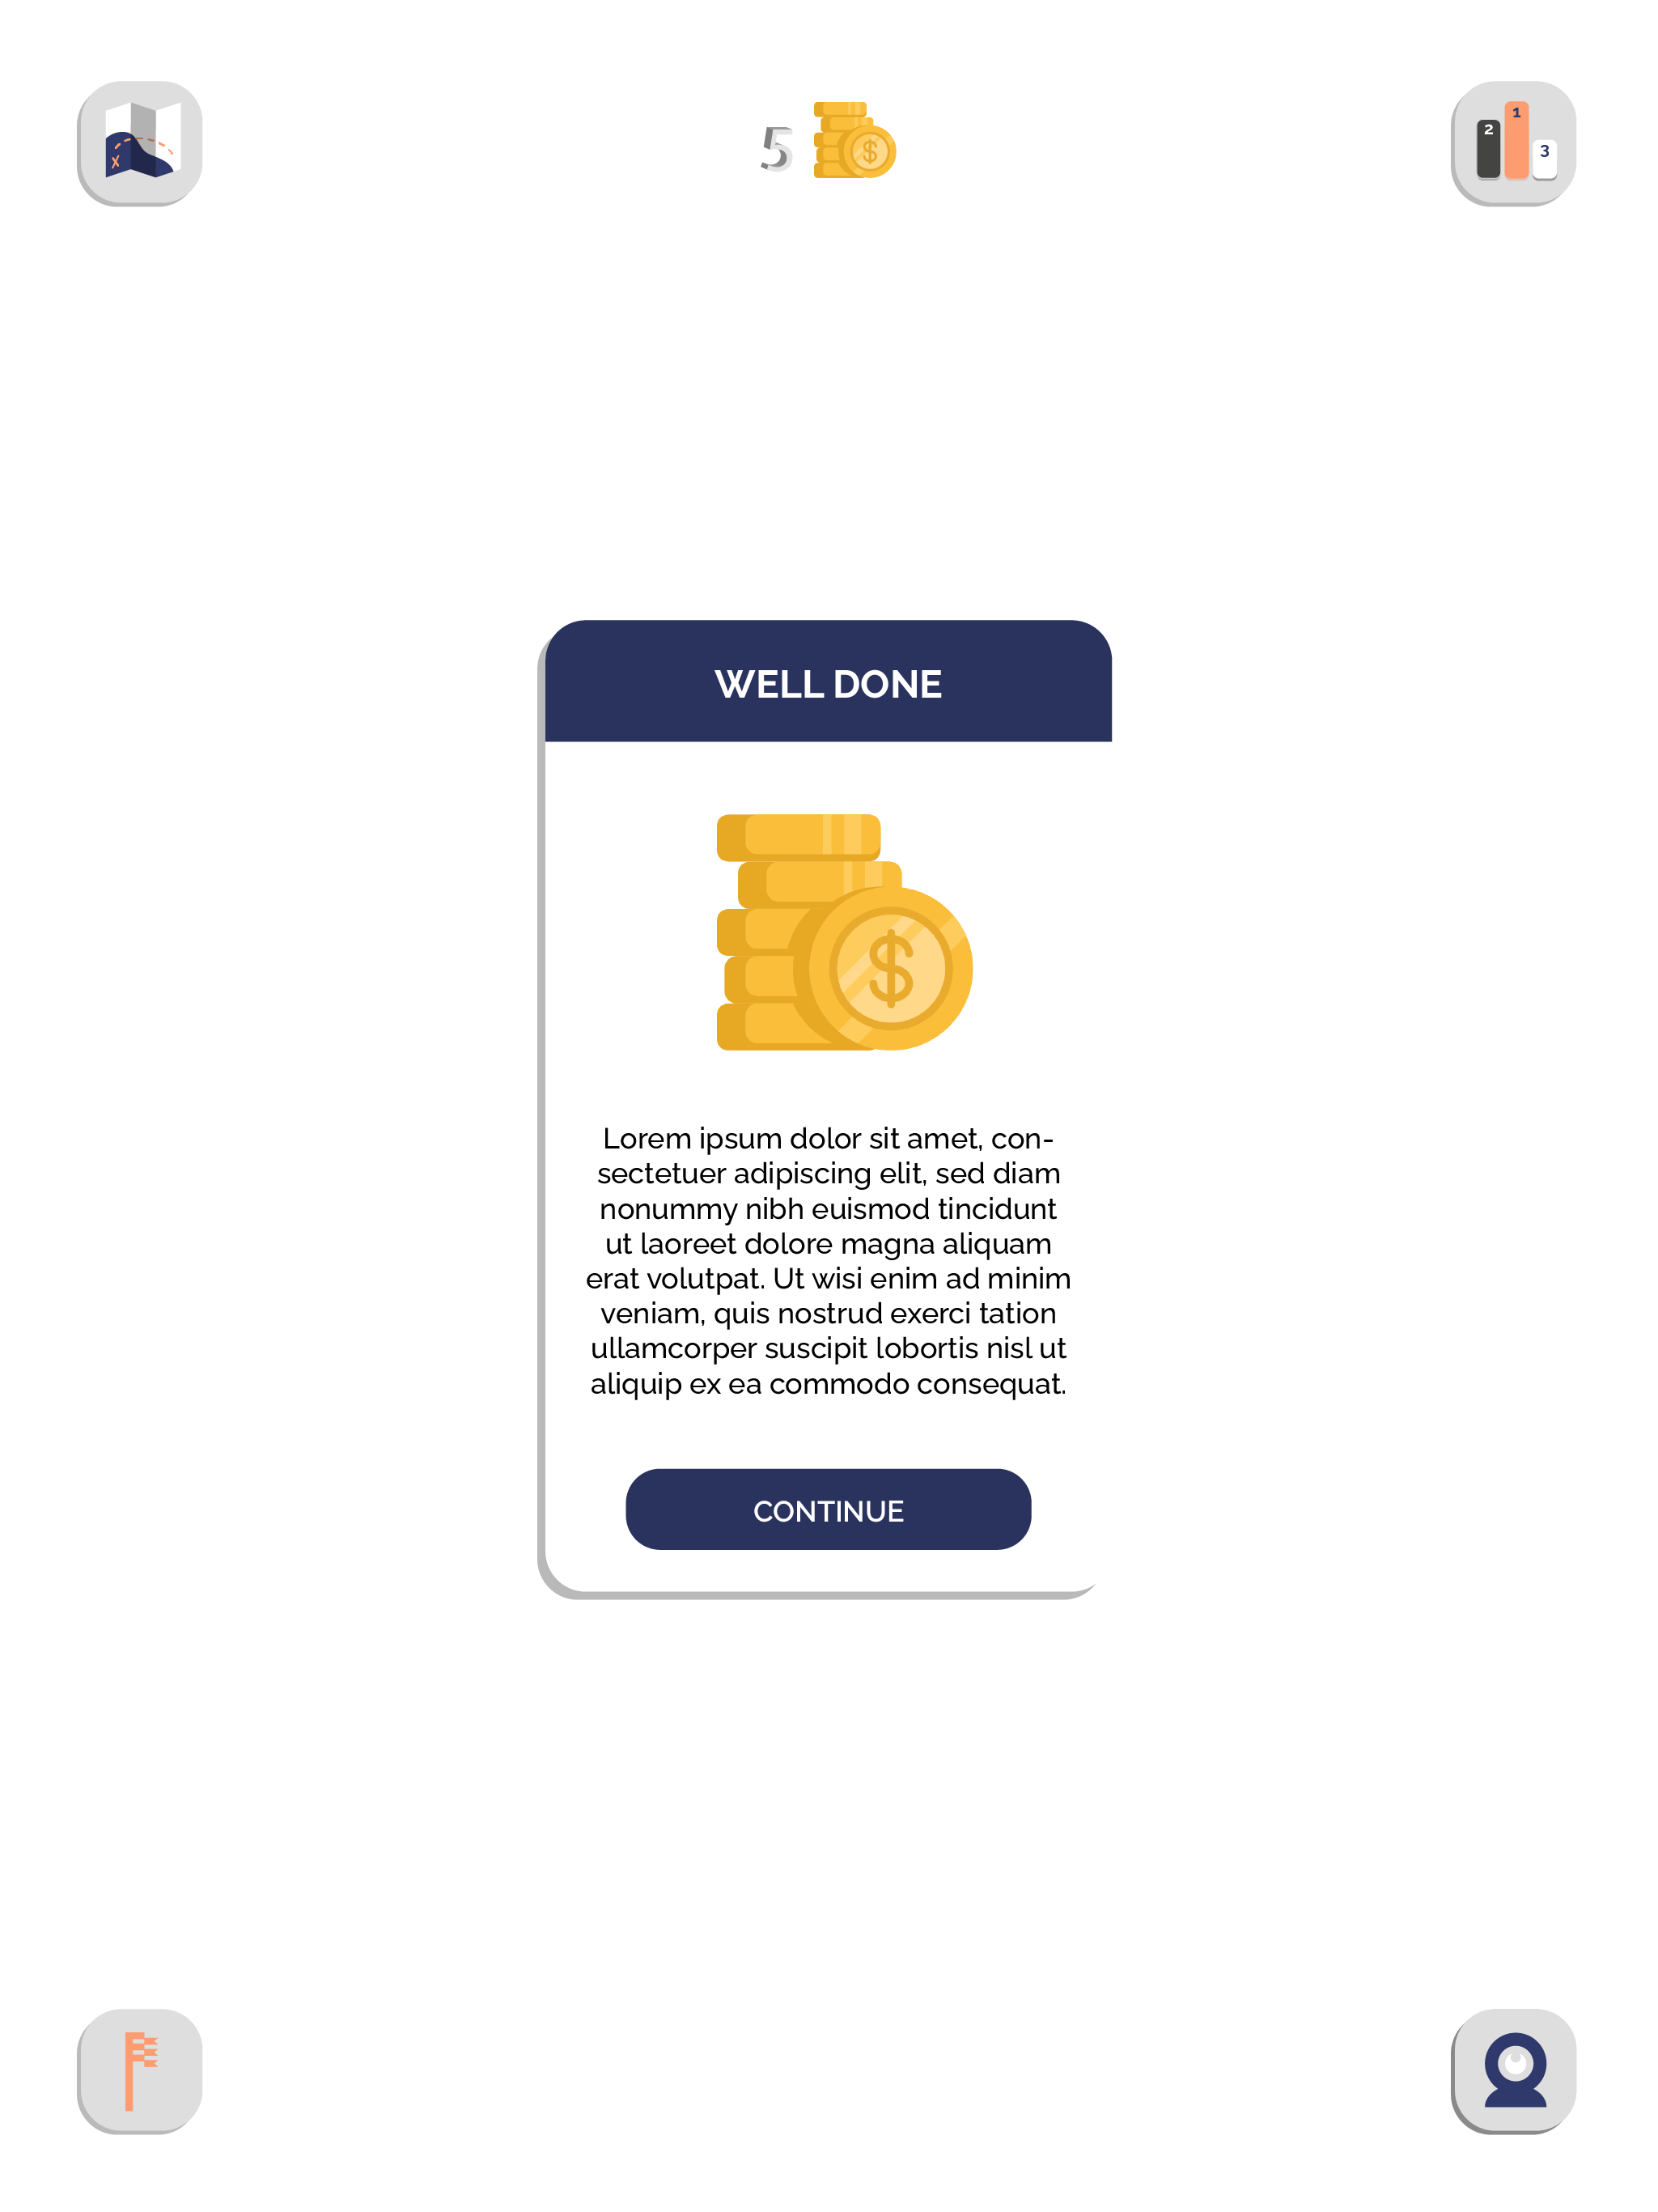 5
2 1 3
WELL DONE
$
Lorem ipsum dolor sit amet, con-
sectetuer adipiscing elit, sed diam
nonummy nibh euismod tincidunt
ut laoreet dolore magna aliquam
erat volutpat. Ut wisi enim ad minim
veniam, quis nostrud exerci tation
ullamcorper suscipit lobortis nisl ut
aliquip ex ea commodo consequat.
CONTINUE